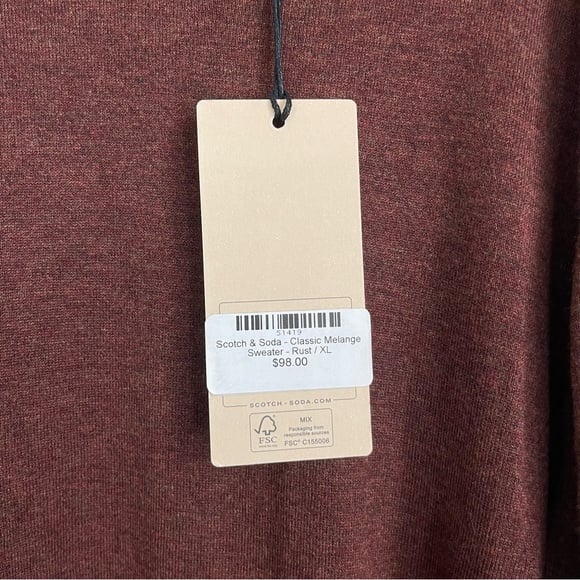 51419
Scotch & Soda - Classic Melange
Sweater - Rust / XL
$98.00
SCOTCH-SODA.COM
FSC
MIX
Packaging from
responsible sources
FSC® C155006